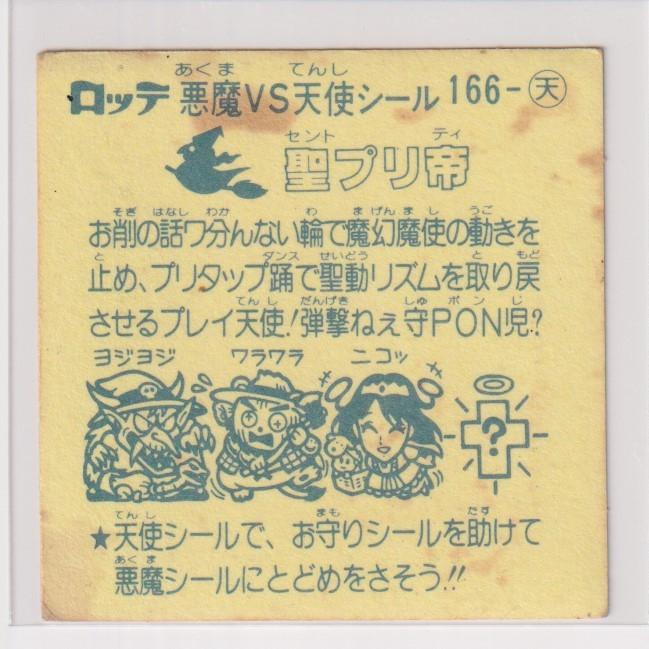 ロッテ 悪魔VS天使シール 166-天
あくま てんし
聖プリ帝
セント ティ
お削の話ワ分んない輪で魔幻魔使の動きを
そぎ はなし わか わ まげんまし うご
止め、プリタップ踊で聖動リズムを取り戻
と ダンス せいどう と もど
させるプレイ天使!弾撃ねぇ守PON児?
てんし だんげき しゅ ポン じ
ヨジヨジ ワラワラ ニコッ
?
★天使シールで、お守りシールを助けて
てんし まも たす
悪魔シールにとどめをさそう!!
あくま